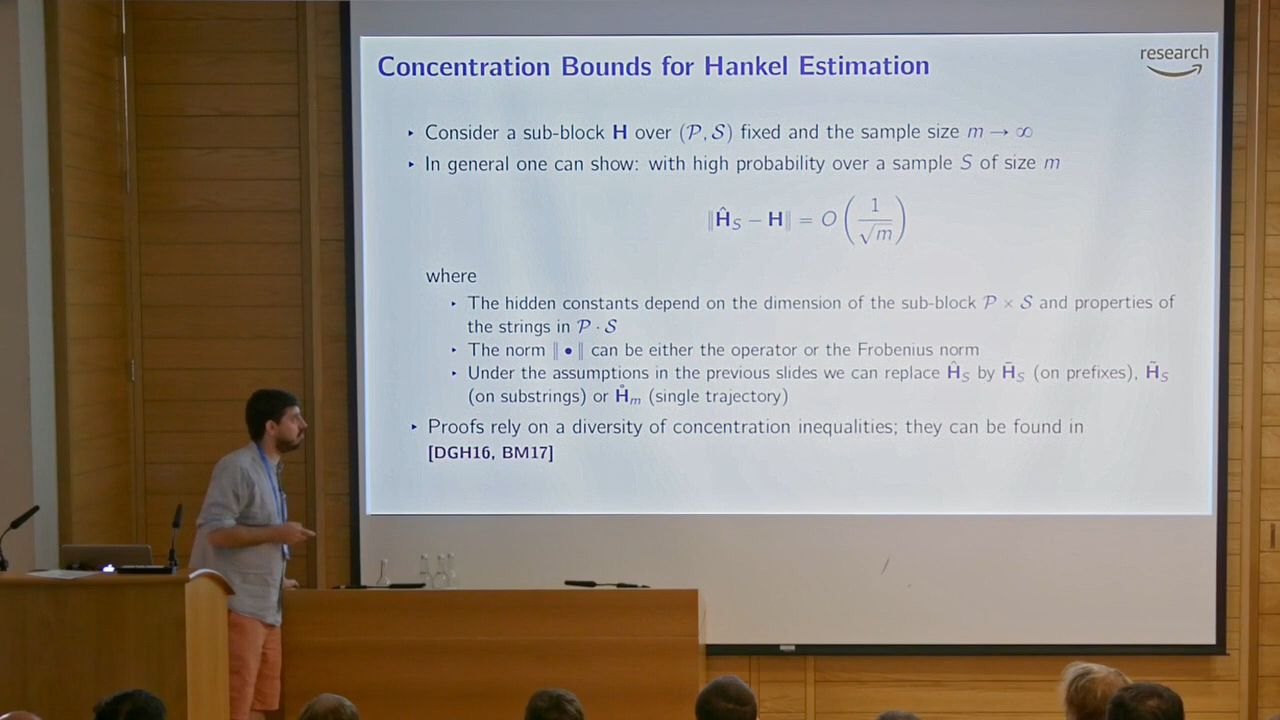 Concentration Bounds for Hankel Estimation
research
‣ Consider a sub-block H over (𝒫, 𝒮) fixed and the sample size m → ∞
‣ In general one can show: with high probability over a sample S of size m
‖Ĥ_S − H‖ = O(1/√m)
where
‣ The hidden constants depend on the dimension of the sub-block 𝒫 × 𝒮 and properties of
the strings in 𝒫 · 𝒮
‣ The norm ‖•‖ can be either the operator or the Frobenius norm
‣ Under the assumptions in the previous slides we can replace Ĥ_S by H̄_S (on prefixes), H̃_S
(on substrings) or H̊_m (single trajectory)
‣ Proofs rely on a diversity of concentration inequalities; they can be found in
[DGH16, BM17]